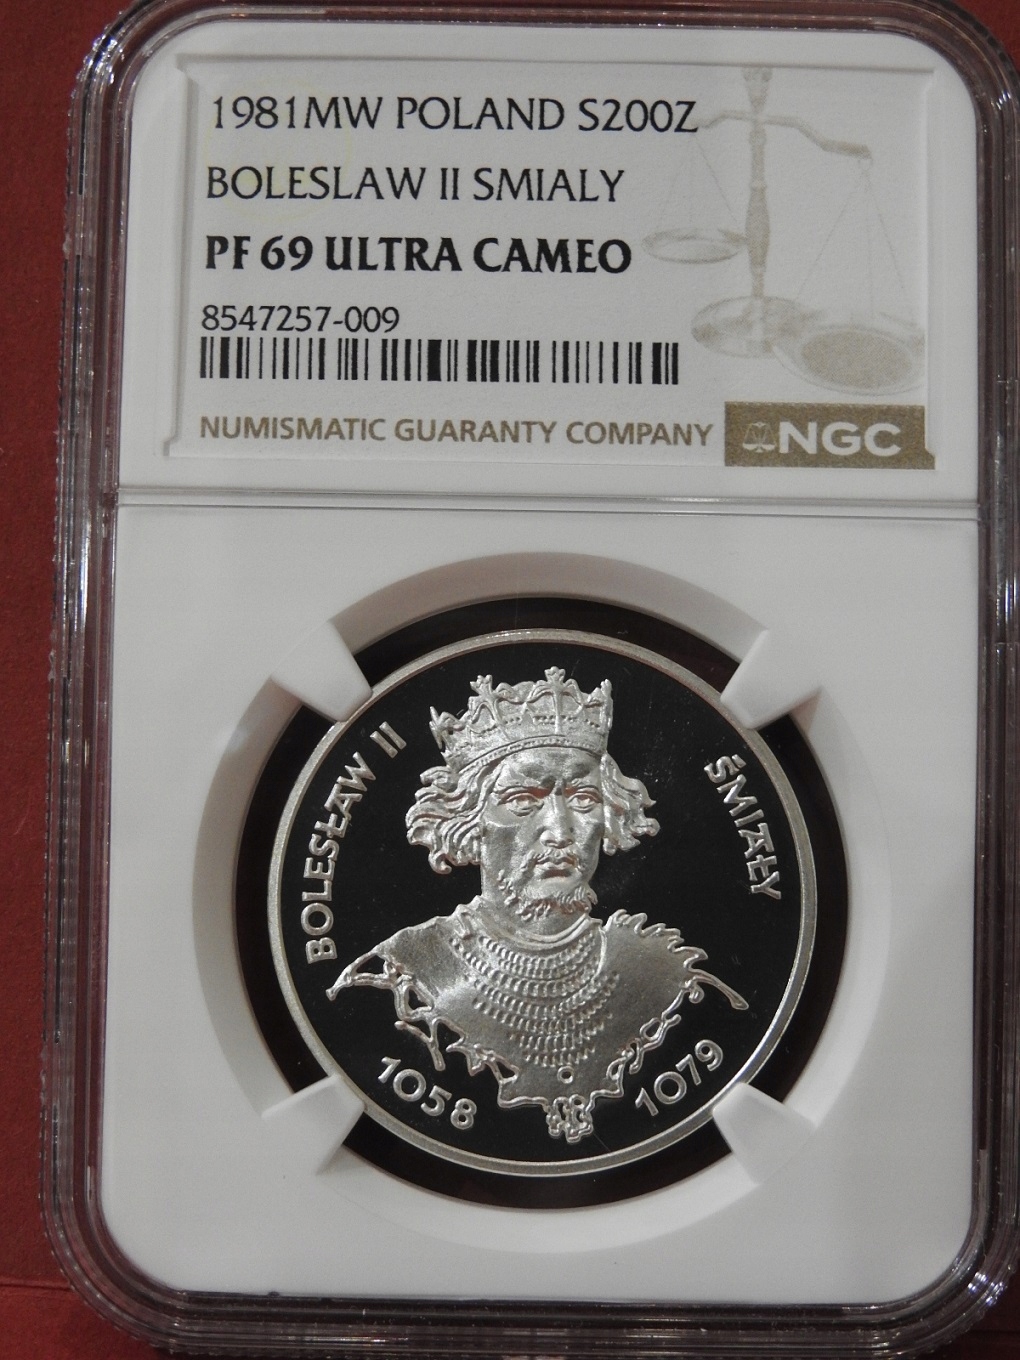 1981MW POLAND S200Z
BOLESLAW II SMIALY
PF 69 ULTRA CAMEO
8547257-009
NUMISMATIC GUARANTY COMPANY
NGC
BOLESŁAW II
ŚMIAŁY
1058
1079